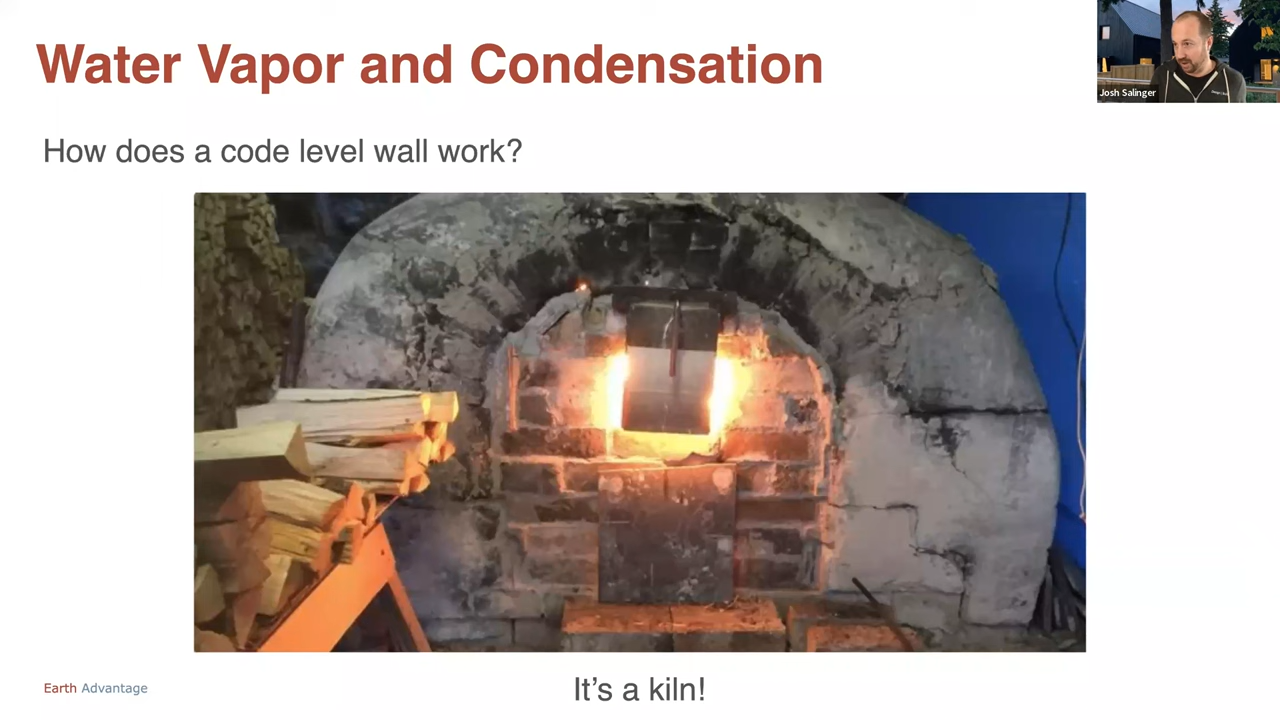 Water Vapor and Condensation
Josh Salinger
How does a code level wall work?
Earth Advantage
It's a kiln!